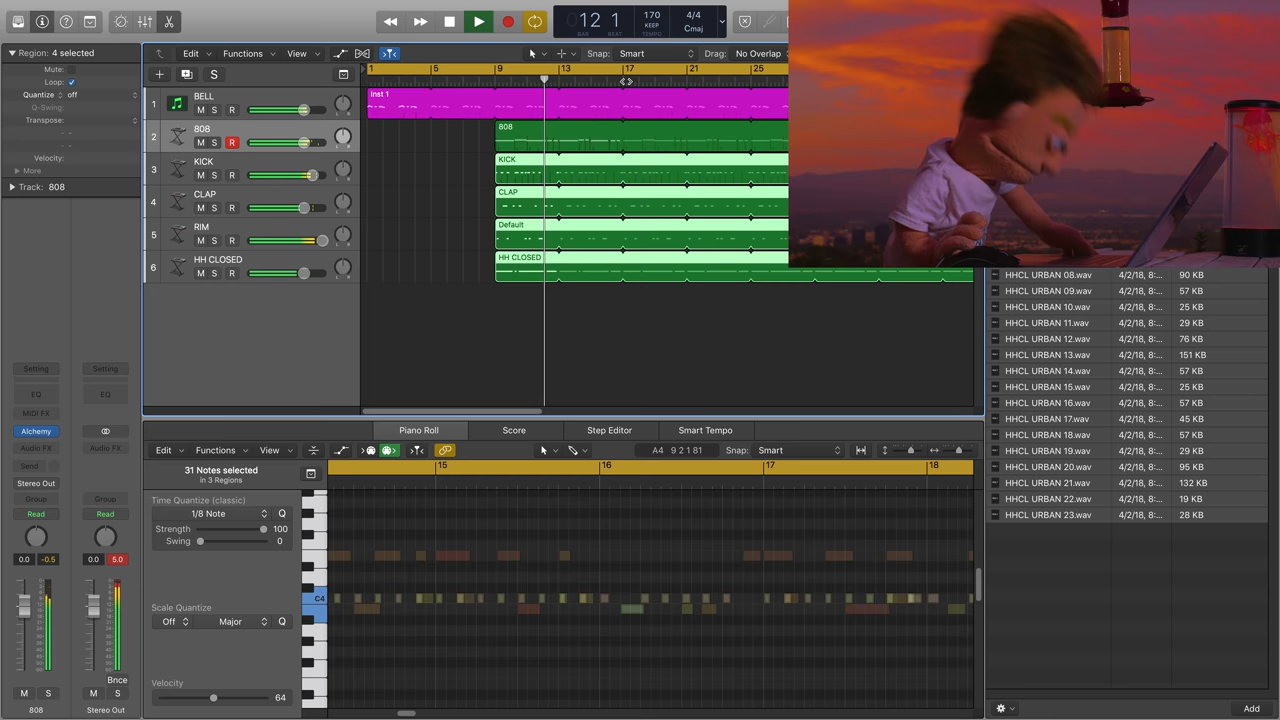 12 1
BAR BEAT
170
KEEP
TEMPO
4/4
Cmaj
Region: 4 selected
Mute:
Loop:
Quantize off
Q-Swing:
Transpose:
Velocity:
More
Track: 808
Edit Functions View Snap: Smart Drag: No Overlap
S
1 5 9 13 17 21 25
1 BELL
M S R
Inst 1
2 808
M S R
808
3 KICK
M S R
KICK
4 CLAP
M S R
CLAP
5 RIM
M S R
Default
6 HH CLOSED
M S R
HH CLOSED
HHCL URBAN 08.wav 4/2/18, 8:... 90 KB
HHCL URBAN 09.wav 4/2/18, 8:... 57 KB
HHCL URBAN 10.wav 4/2/18, 8:... 25 KB
HHCL URBAN 11.wav 4/2/18, 8:... 29 KB
HHCL URBAN 12.wav 4/2/18, 8:... 76 KB
HHCL URBAN 13.wav 4/2/18, 8:... 151 KB
HHCL URBAN 14.wav 4/2/18, 8:... 57 KB
HHCL URBAN 15.wav 4/2/18, 8:... 25 KB
HHCL URBAN 16.wav 4/2/18, 8:... 57 KB
HHCL URBAN 17.wav 4/2/18, 8:... 45 KB
HHCL URBAN 18.wav 4/2/18, 8:... 57 KB
HHCL URBAN 19.wav 4/2/18, 8:... 29 KB
HHCL URBAN 20.wav 4/2/18, 8:... 95 KB
HHCL URBAN 21.wav 4/2/18, 8:... 132 KB
HHCL URBAN 22.wav 4/2/18, 8:... 19 KB
HHCL URBAN 23.wav 4/2/18, 8:... 28 KB
Add
Setting Setting
EQ EQ
MIDI FX
Alchemy
Audio FX Audio FX
Send
Stereo Out
Group Group
Read Read
0.0 -0.5 0.0 5.0
Bnce
M S M S
808 Stereo Out
Piano Roll Score Step Editor Smart Tempo
Edit Functions View A4 9 2 1 81 Snap: Smart
31 Notes selected
in 3 Regions
15 16 17 18
Time Quantize (classic)
1/8 Note Q
Strength 100
Swing 0
C4
Scale Quantize
Off Major Q
Velocity
64